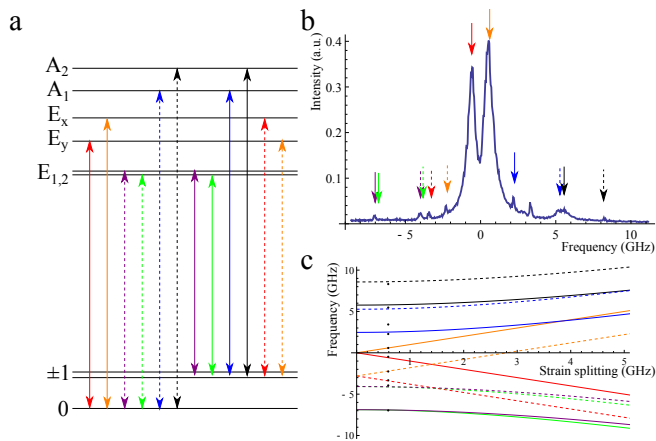 a
A2
A1
Ex
Ey
E1,2
±1
0
b
Intensity (a.u.)
0.4
0.3
0.2
0.1
- 5
0
5
10
Frequency (GHz)
c
Frequency (GHz)
10
5
- 5
- 10
1
2
3
4
5
Strain splitting (GHz)